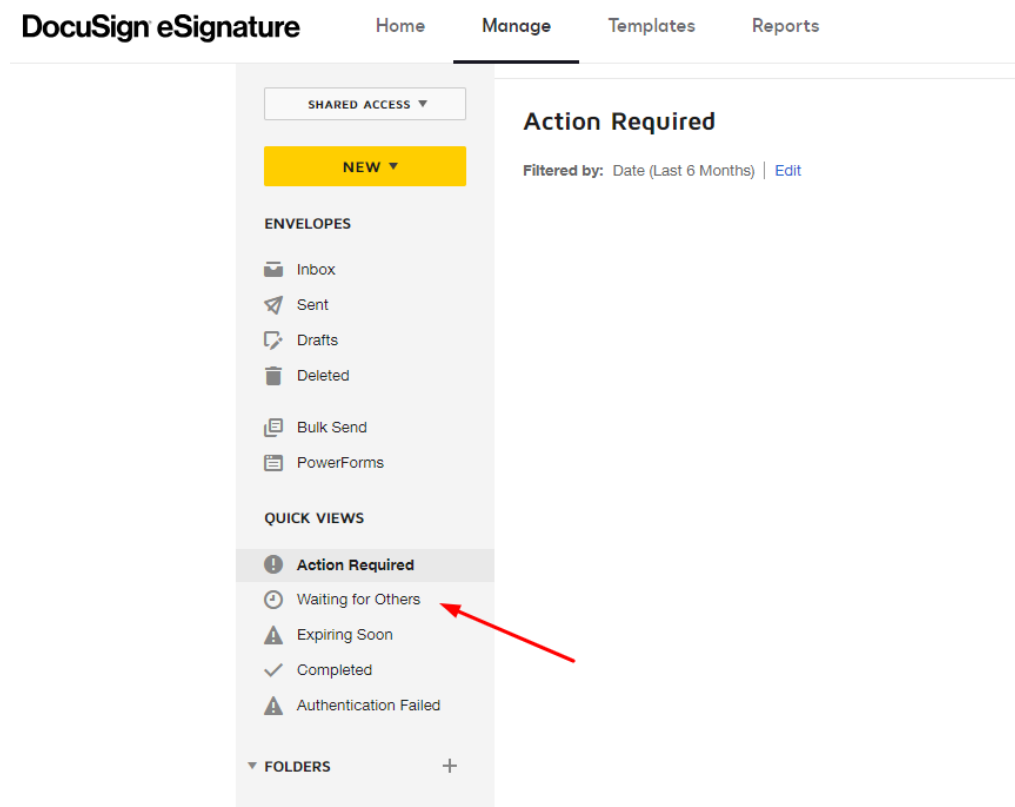 DocuSign eSignature Home Manage Templates Reports
SHARED ACCESS
NEW
ENVELOPES
Inbox
Sent
Drafts
Deleted
Bulk Send
PowerForms
QUICK VIEWS
Action Required
Waiting for Others
Expiring Soon
Completed
Authentication Failed
FOLDERS
Action Required
Filtered by: Date (Last 6 Months) | Edit